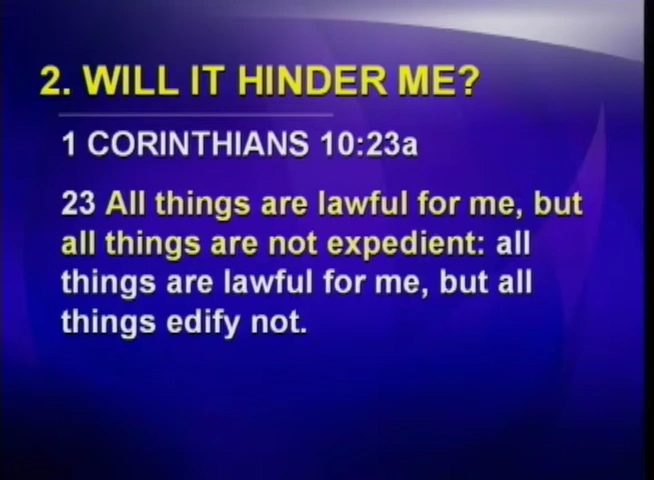 2. WILL IT HINDER ME?
1 CORINTHIANS 10:23a
23 All things are lawful for me, but
all things are not expedient: all
things are lawful for me, but all
things edify not.